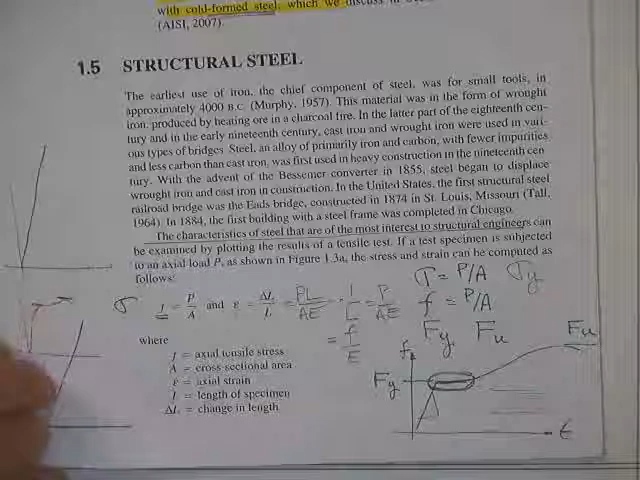 with cold-formed steel, which we discuss in
(AISI, 2007).
1.5 STRUCTURAL STEEL
The earliest use of iron, the chief component of steel, was for small tools, in
approximately 4000 B.C. (Murphy, 1957). This material was in the form of wrought
iron, produced by heating ore in a charcoal fire. In the latter part of the eighteenth cen-
tury and in the early nineteenth century, cast iron and wrought iron were used in vari-
ous types of bridges. Steel, an alloy of primarily iron and carbon, with fewer impurities
and less carbon than cast iron, was first used in heavy construction in the nineteenth cen
tury. With the advent of the Bessemer converter in 1855, steel began to displace
wrought iron and cast iron in construction. In the United States, the first structural steel
railroad bridge was the Eads bridge, constructed in 1874 in St. Louis, Missouri (Tall,
1964). In 1884, the first building with a steel frame was completed in Chicago.
The characteristics of steel that are of the most interest to structural engineers can
be examined by plotting the results of a tensile test. If a test specimen is subjected
to an axial load P, as shown in Figure 1.3a, the stress and strain can be computed as
follows:
σ = P/A σy
f = P/A
σ f = P/A and ε = ΔL/L = PL/AE · 1/L = P/AE
= f/E
Fy, Fu
where
f = axial tensile stress
A = cross-sectional area
ε = axial strain
L = length of specimen
ΔL = change in length
f
Fu
Fy
ε